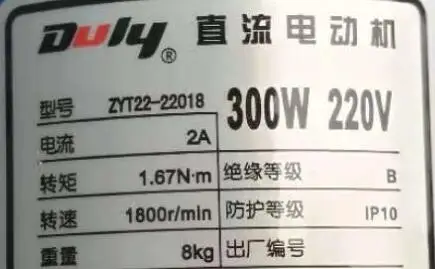 Duly® 直流电动机
型号 ZYT22-22018 300W 220V
电流 2A
转矩 1.67N·m 绝缘等级 B
转速 1800r/min 防护等级 IP10
重量 8kg 出厂编号